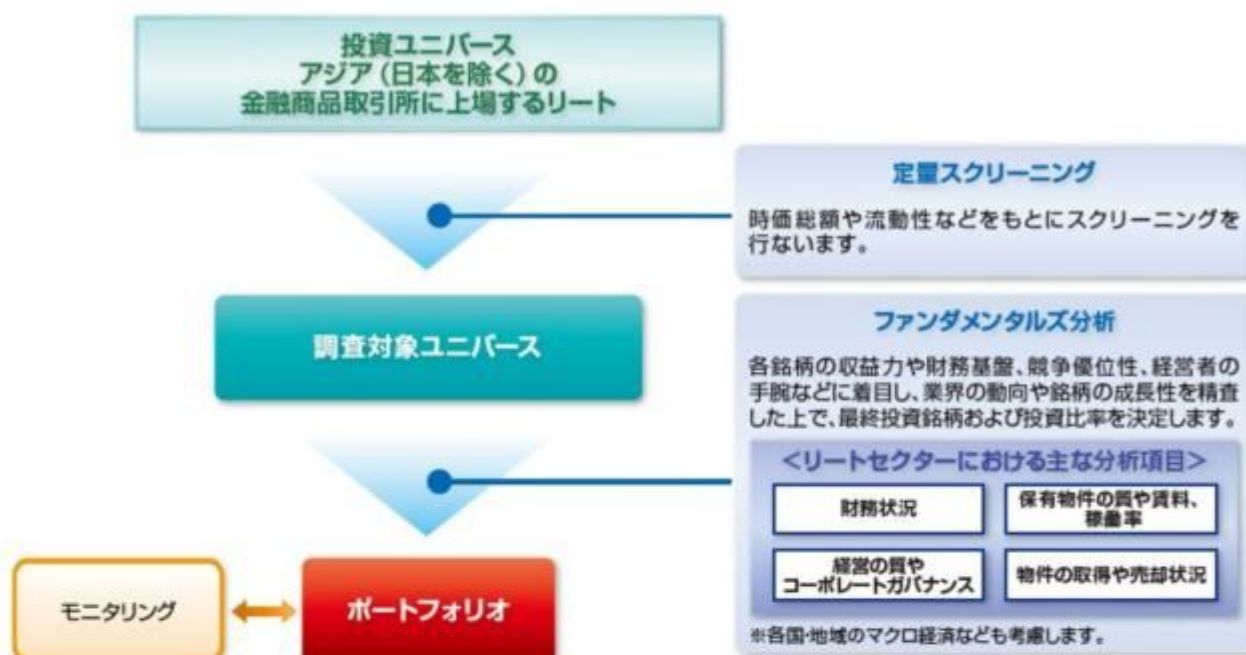 投資ユニバース
アジア（日本を除く）の
金融商品取引所に上場するリート
定量スクリーニング
時価総額や流動性などをもとにスクリーニングを
行ないます。
調査対象ユニバース
ファンダメンタルズ分析
各銘柄の収益力や財務基盤、競争優位性、経営者の
手腕などに着目し、業界の動向や銘柄の成長性を精査
した上で、最終投資銘柄および投資比率を決定します。
＜リートセクターにおける主な分析項目＞
財務状況
保有物件の質や賃料、
稼働率
経営の質や
コーポレートガバナンス
物件の取得や売却状況
※各国・地域のマクロ経済なども考慮します。
モニタリング
ポートフォリオ